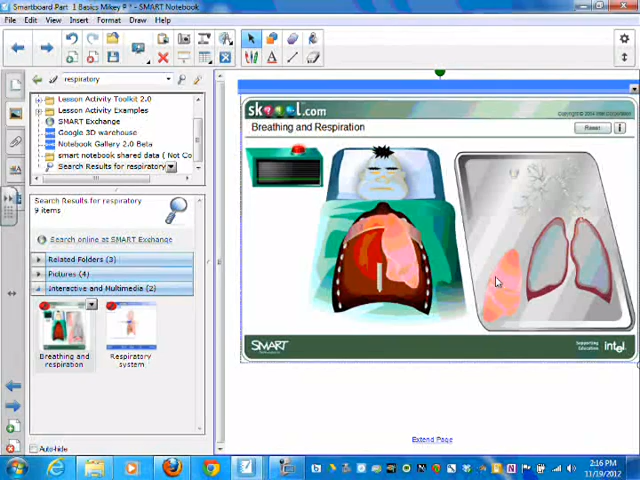 Smartboard Part 1 Basics Mikey 9 * - SMART Notebook
File Edit View Insert Format Draw Help
respiratory
Lesson Activity Toolkit 2.0
Lesson Activity Examples
SMART Exchange
Google 3D warehouse
Notebook Gallery 2.0 Beta
smart notebook shared data ( Not Co
Search Results for respiratory
Search Results for respiratory
9 items
Search online at SMART Exchange
Related Folders (3)
Pictures (4)
Interactive and Multimedia (2)
Breathing and respiration
Respiratory system
Auto-hide
skoool.com
Breathing and Respiration
Reset
SMART
Supporting Education
intel
Extend Page
2:16 PM
11/19/2012